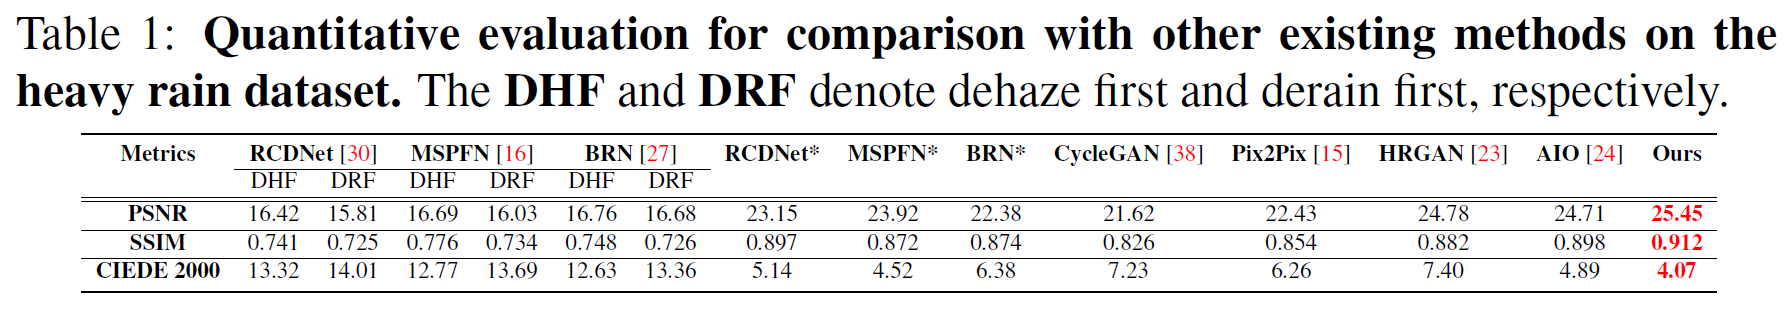 Table 1: Quantitative evaluation for comparison with other existing methods on the
heavy rain dataset. The DHF and DRF denote dehaze first and derain first, respectively.
Metrics RCDNet [30] MSPFN [16] BRN [27] RCDNet* MSPFN* BRN* CycleGAN [38] Pix2Pix [15] HRGAN [23] AIO [24] Ours
DHF DRF DHF DRF DHF DRF
PSNR 16.42 15.81 16.69 16.03 16.76 16.68 23.15 23.92 22.38 21.62 22.43 24.78 24.71 25.45
SSIM 0.741 0.725 0.776 0.734 0.748 0.726 0.897 0.872 0.874 0.826 0.854 0.882 0.898 0.912
CIEDE 2000 13.32 14.01 12.77 13.69 12.63 13.36 5.14 4.52 6.38 7.23 6.26 7.40 4.89 4.07